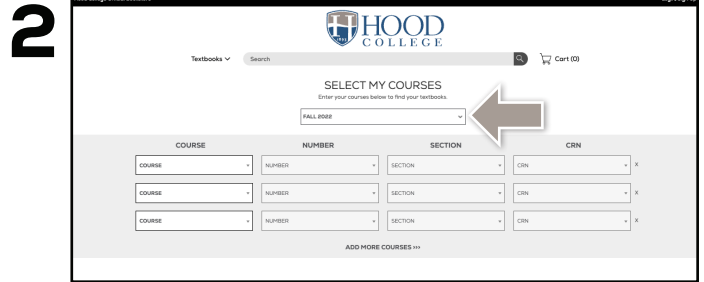 2
HOOD
COLLEGE
1893
Textbooks
Search
Cart (0)
SELECT MY COURSES
Enter your courses below to find your textbooks.
FALL 2022
COURSE NUMBER SECTION CRN
COURSE NUMBER SECTION CRN X
COURSE NUMBER SECTION CRN X
COURSE NUMBER SECTION CRN X
ADD MORE COURSES >>>